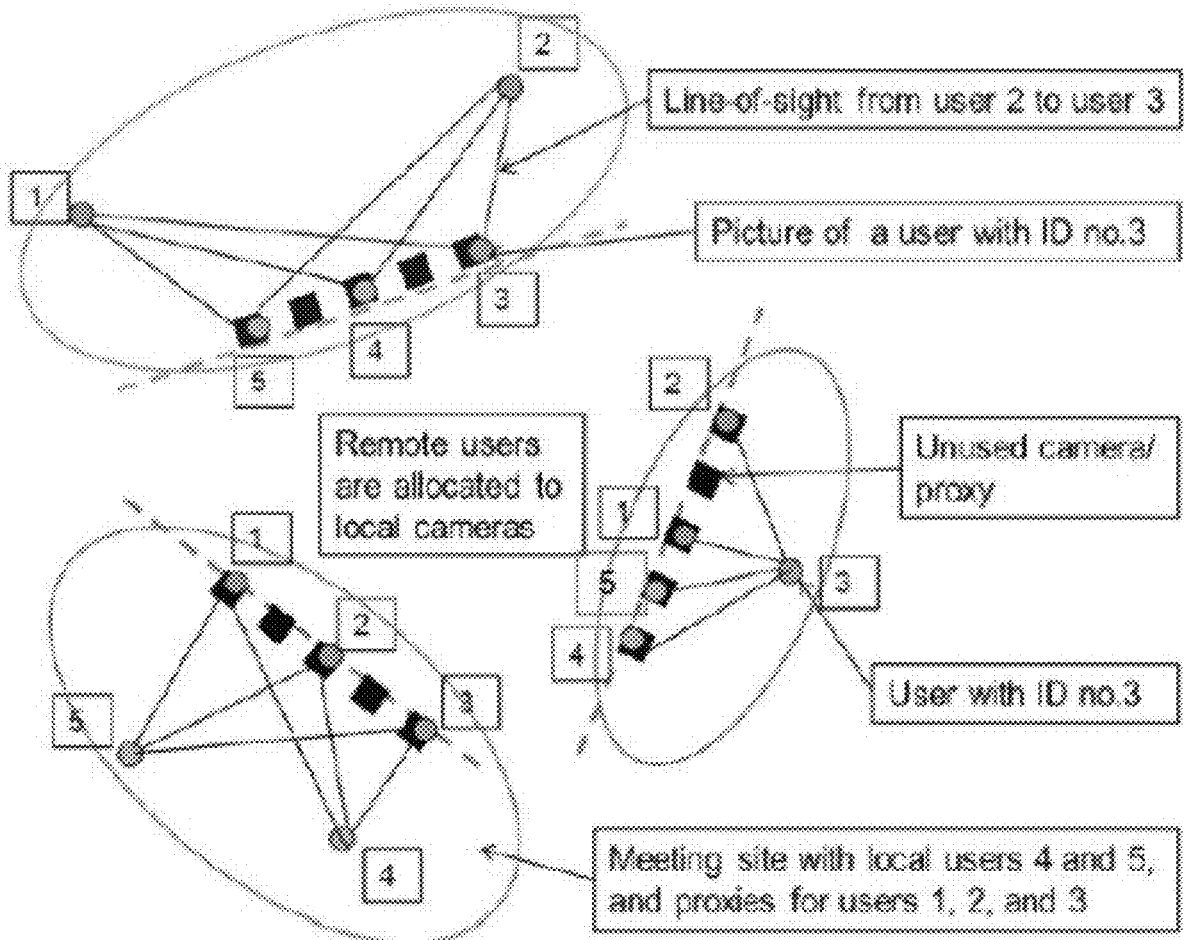 2
Line-of-sight from user 2 to user 3
1
Picture of a user with ID no.3
3
4
5
2
Remote users
are allocated to
local cameras
Unused camera/
proxy
1
1
5
3
2
4
3
5
User with ID no.3
4
Meeting site with local users 4 and 5,
and proxies for users 1, 2, and 3